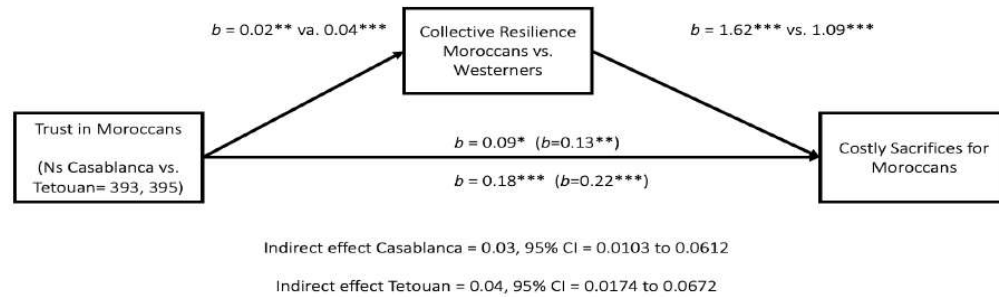 b = 0.02** va. 0.04***
Collective Resilience
Moroccans vs.
Westerners
b = 1.62*** vs. 1.09***
Trust in Moroccans
(Ns Casablanca vs.
Tetouan= 393, 395)
b = 0.09* (b=0.13**)
b = 0.18*** (b=0.22***)
Costly Sacrifices for
Moroccans
Indirect effect Casablanca = 0.03, 95% CI = 0.0103 to 0.0612
Indirect effect Tetouan = 0.04, 95% CI = 0.0174 to 0.0672